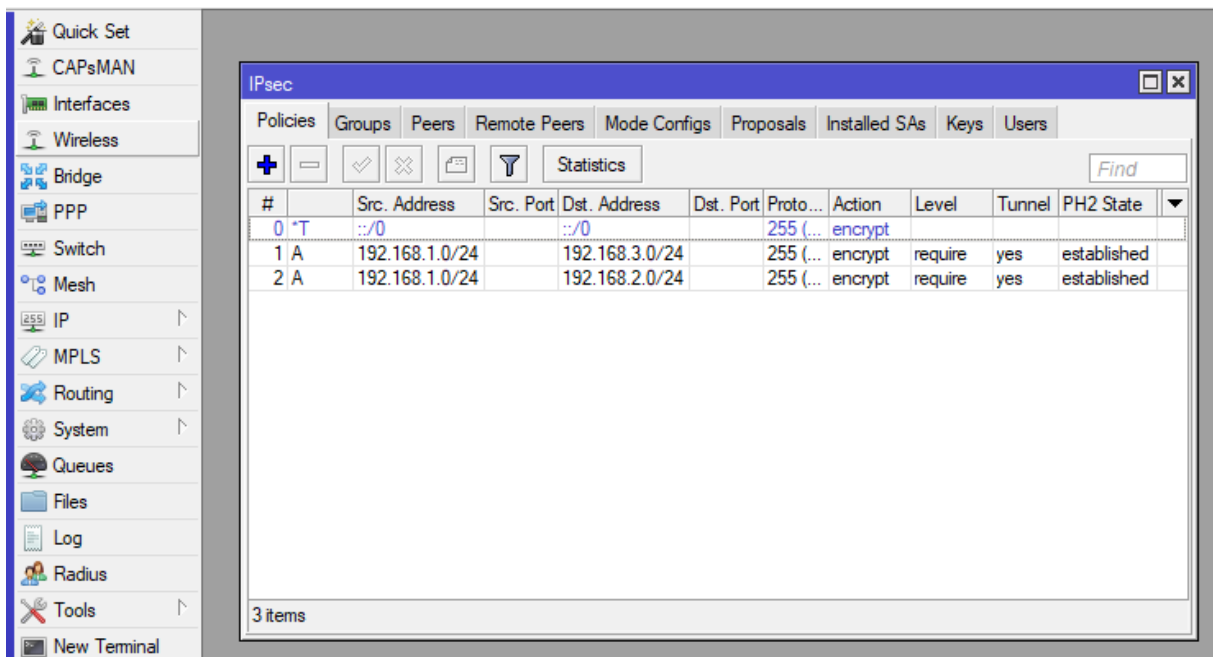 Quick Set
CAPsMAN
Interfaces
Wireless
Bridge
PPP
Switch
Mesh
255 IP
MPLS
Routing
System
Queues
Files
Log
Radius
Tools
New Terminal
IPsec
Policies Groups Peers Remote Peers Mode Configs Proposals Installed SAs Keys Users
Statistics Find
# Src. Address Src. Port Dst. Address Dst. Port Proto... Action Level Tunnel PH2 State
0 *T ::/0 ::/0 255 (... encrypt
1 A 192.168.1.0/24 192.168.3.0/24 255 (... encrypt require yes established
2 A 192.168.1.0/24 192.168.2.0/24 255 (... encrypt require yes established
3 items